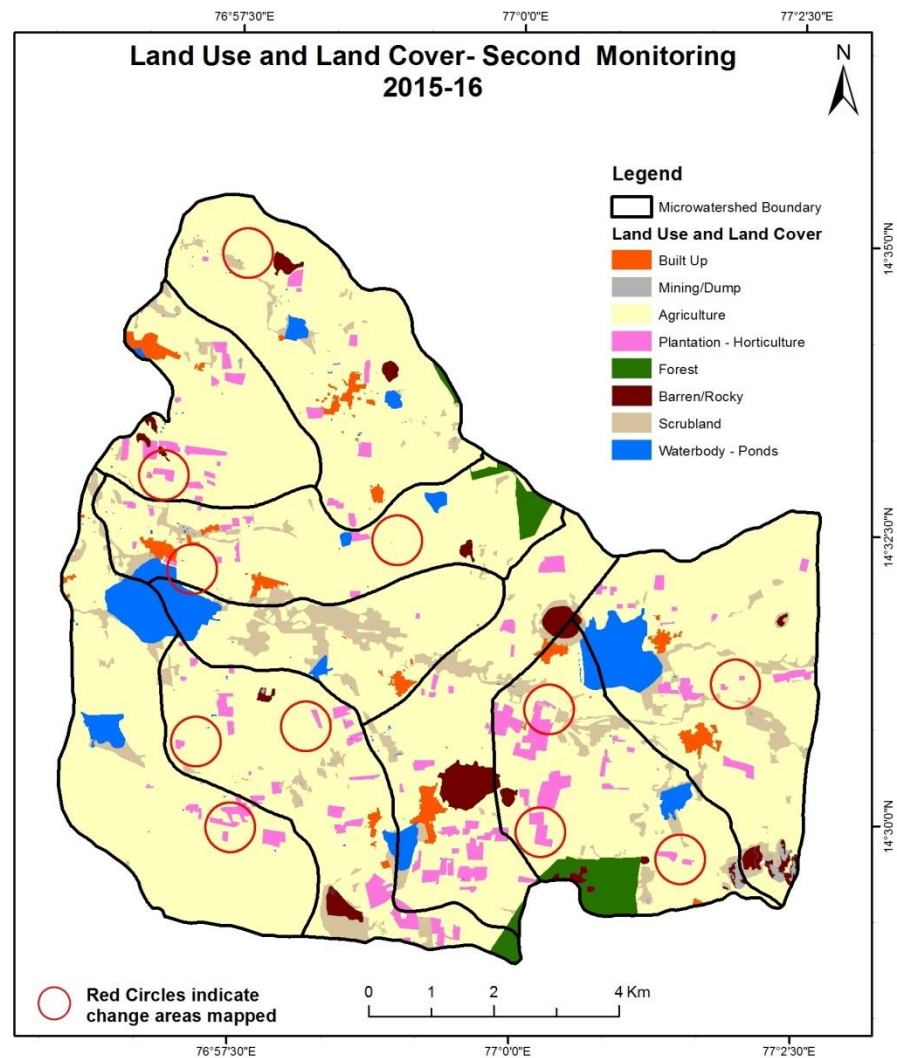 76°57'30"E 77°0'0"E 77°2'30"E
Land Use and Land Cover- Second Monitoring
2015-16
N
Legend
Microwatershed Boundary
Land Use and Land Cover
Built Up
Mining/Dump
Agriculture
Plantation - Horticulture
Forest
Barren/Rocky
Scrubland
Waterbody - Ponds
14°35'0"N
14°32'30"N
14°30'0"N
Red Circles indicate
change areas mapped
0 1 2 4 Km
76°57'30"E 77°0'0"E 77°2'30"E